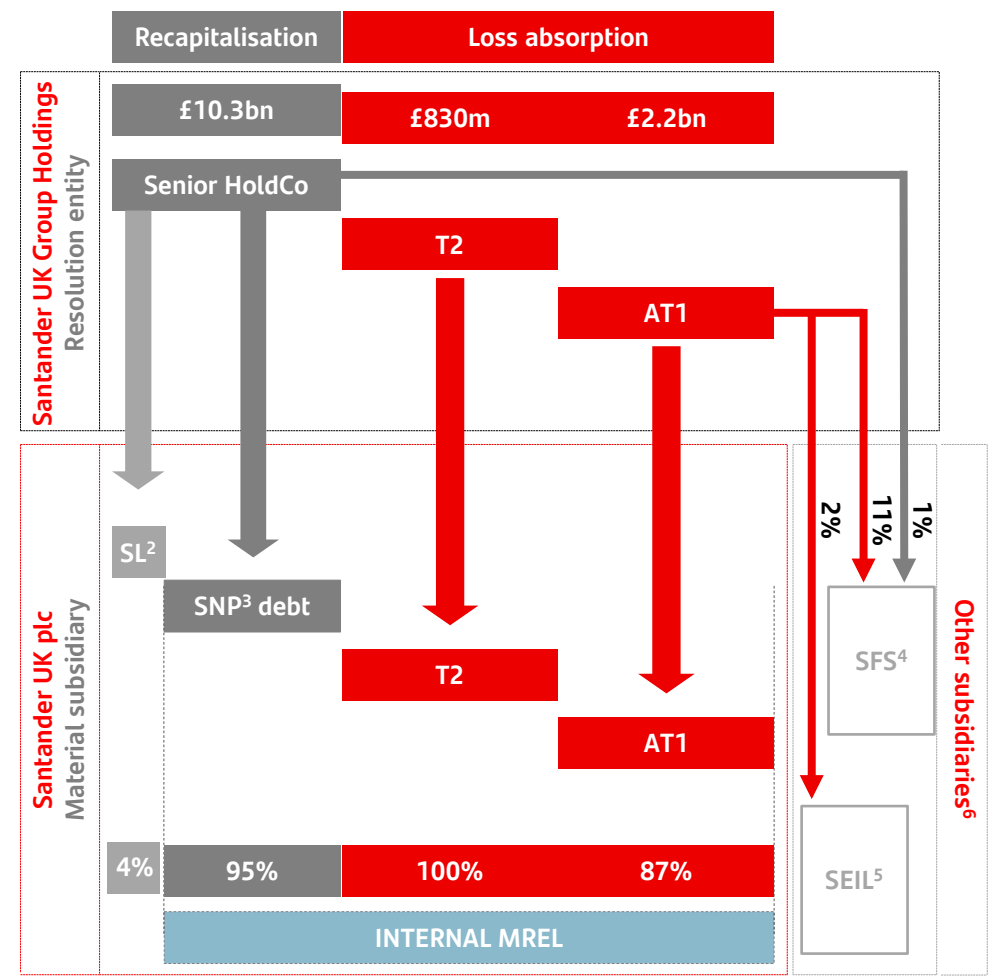 Recapitalisation
Loss absorption
Santander UK Group Holdings
Resolution entity
£10.3bn
£830m
£2.2bn
Senior HoldCo
T2
AT1
Santander UK plc
Material subsidiary
2%
11%
1%
SL²
SNP³ debt
SFS⁴
T2
AT1
Other subsidiaries⁶
4%
95%
100%
87%
SEIL⁵
INTERNAL MREL